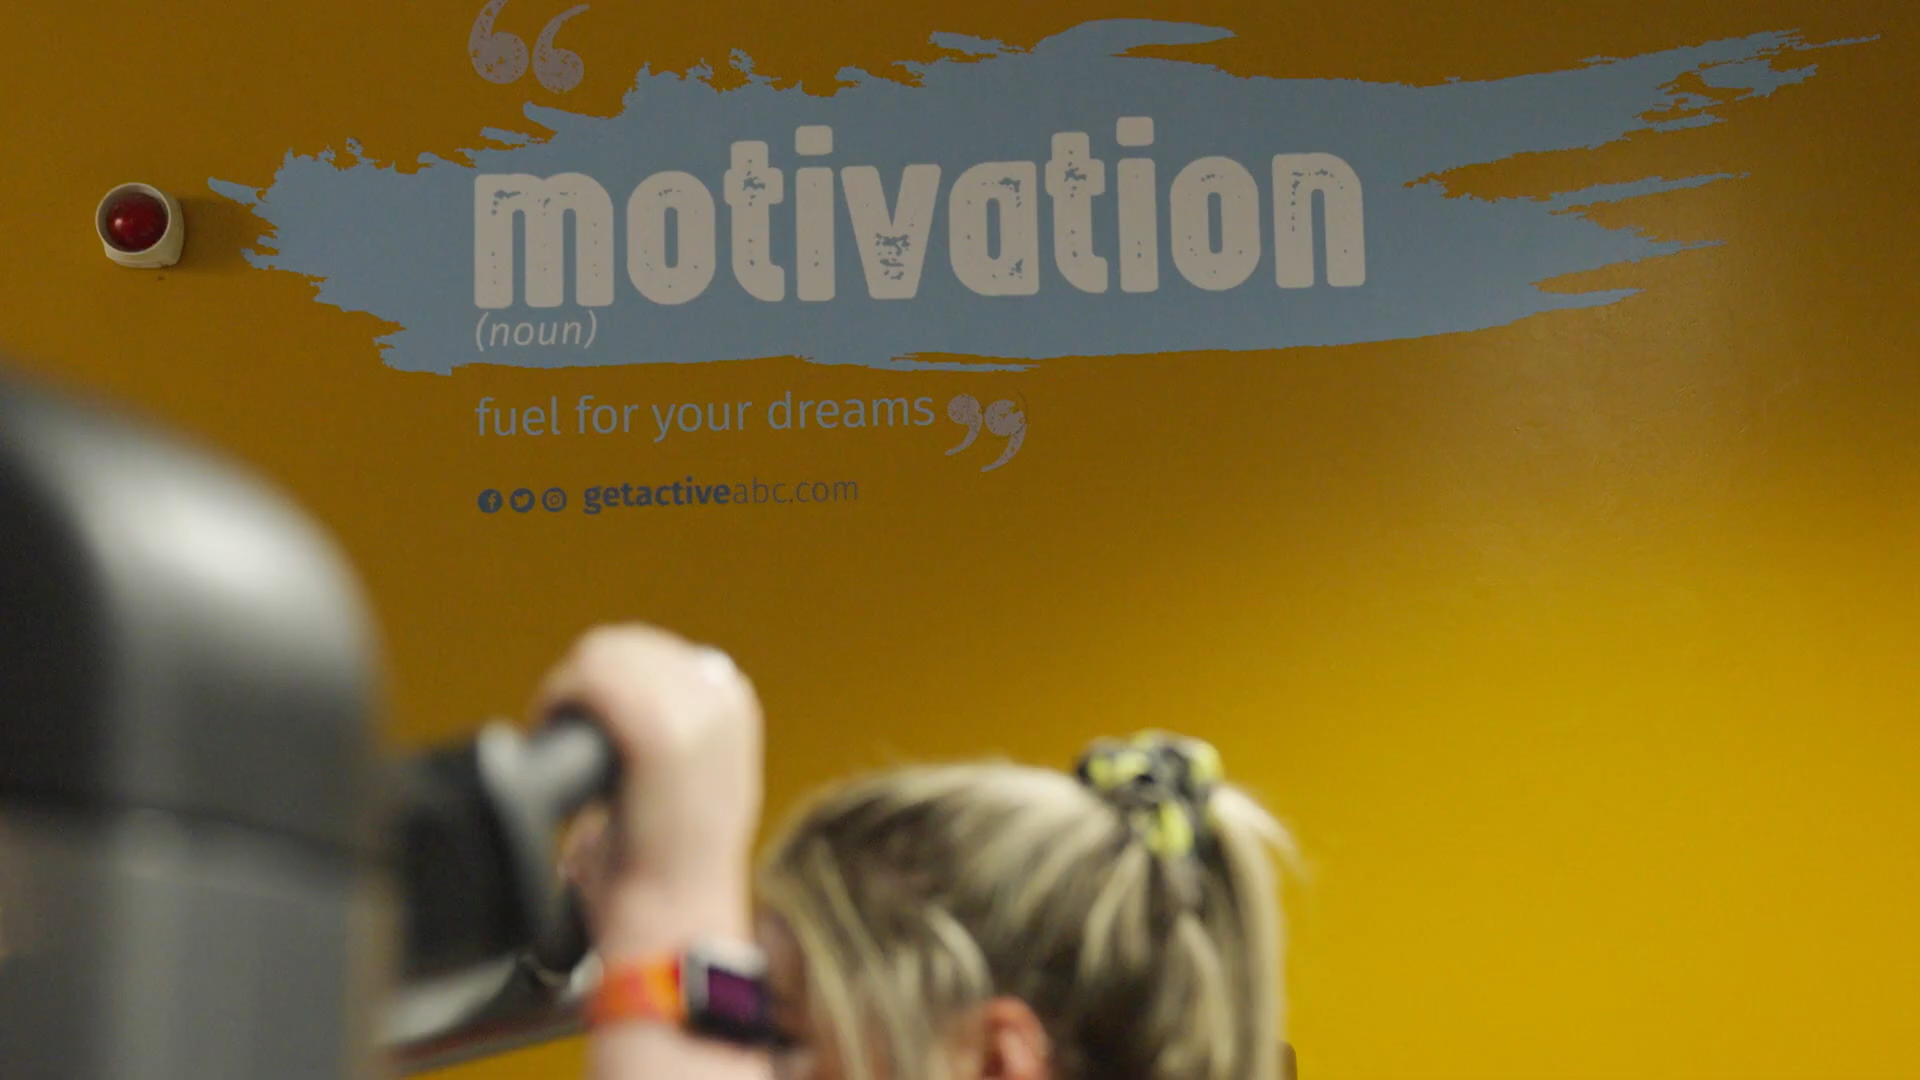 “
motivation
(noun)
fuel for your dreams ”
getactiveabc.com